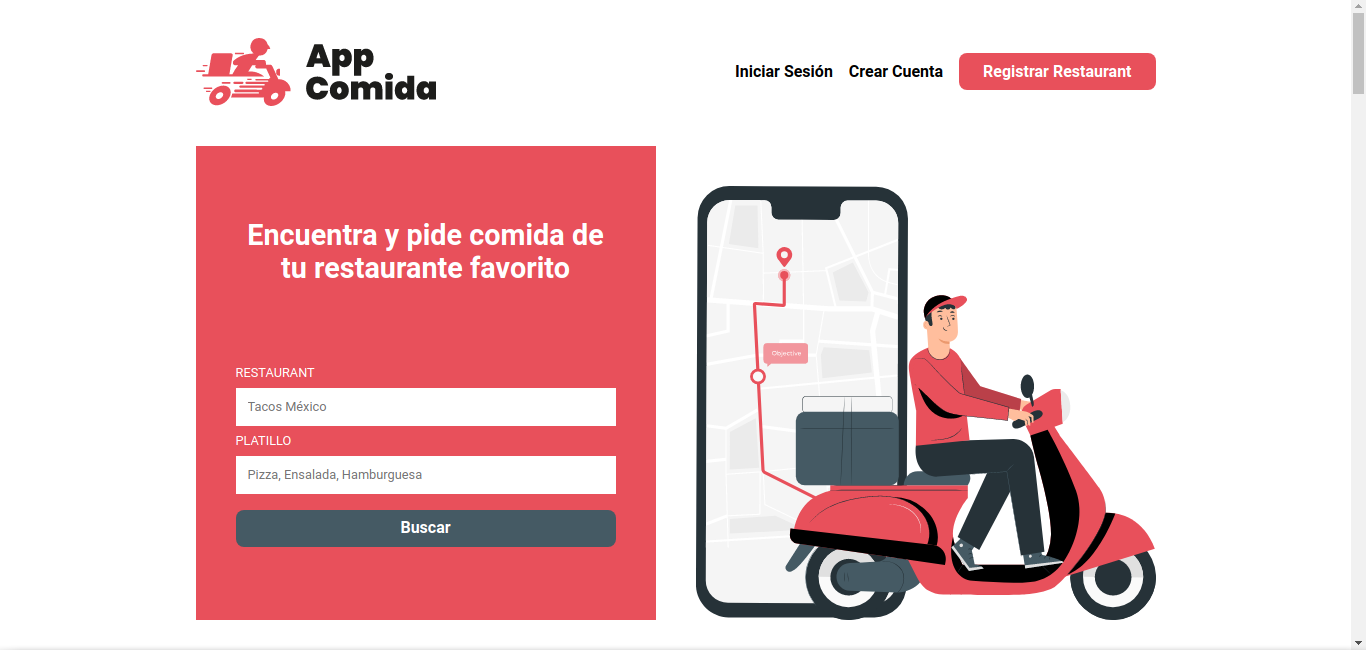 App
Comida
Iniciar Sesión Crear Cuenta Registrar Restaurant
Encuentra y pide comida de
tu restaurante favorito
RESTAURANT
Tacos México
PLATILLO
Pizza, Ensalada, Hamburguesa
Buscar
Objective